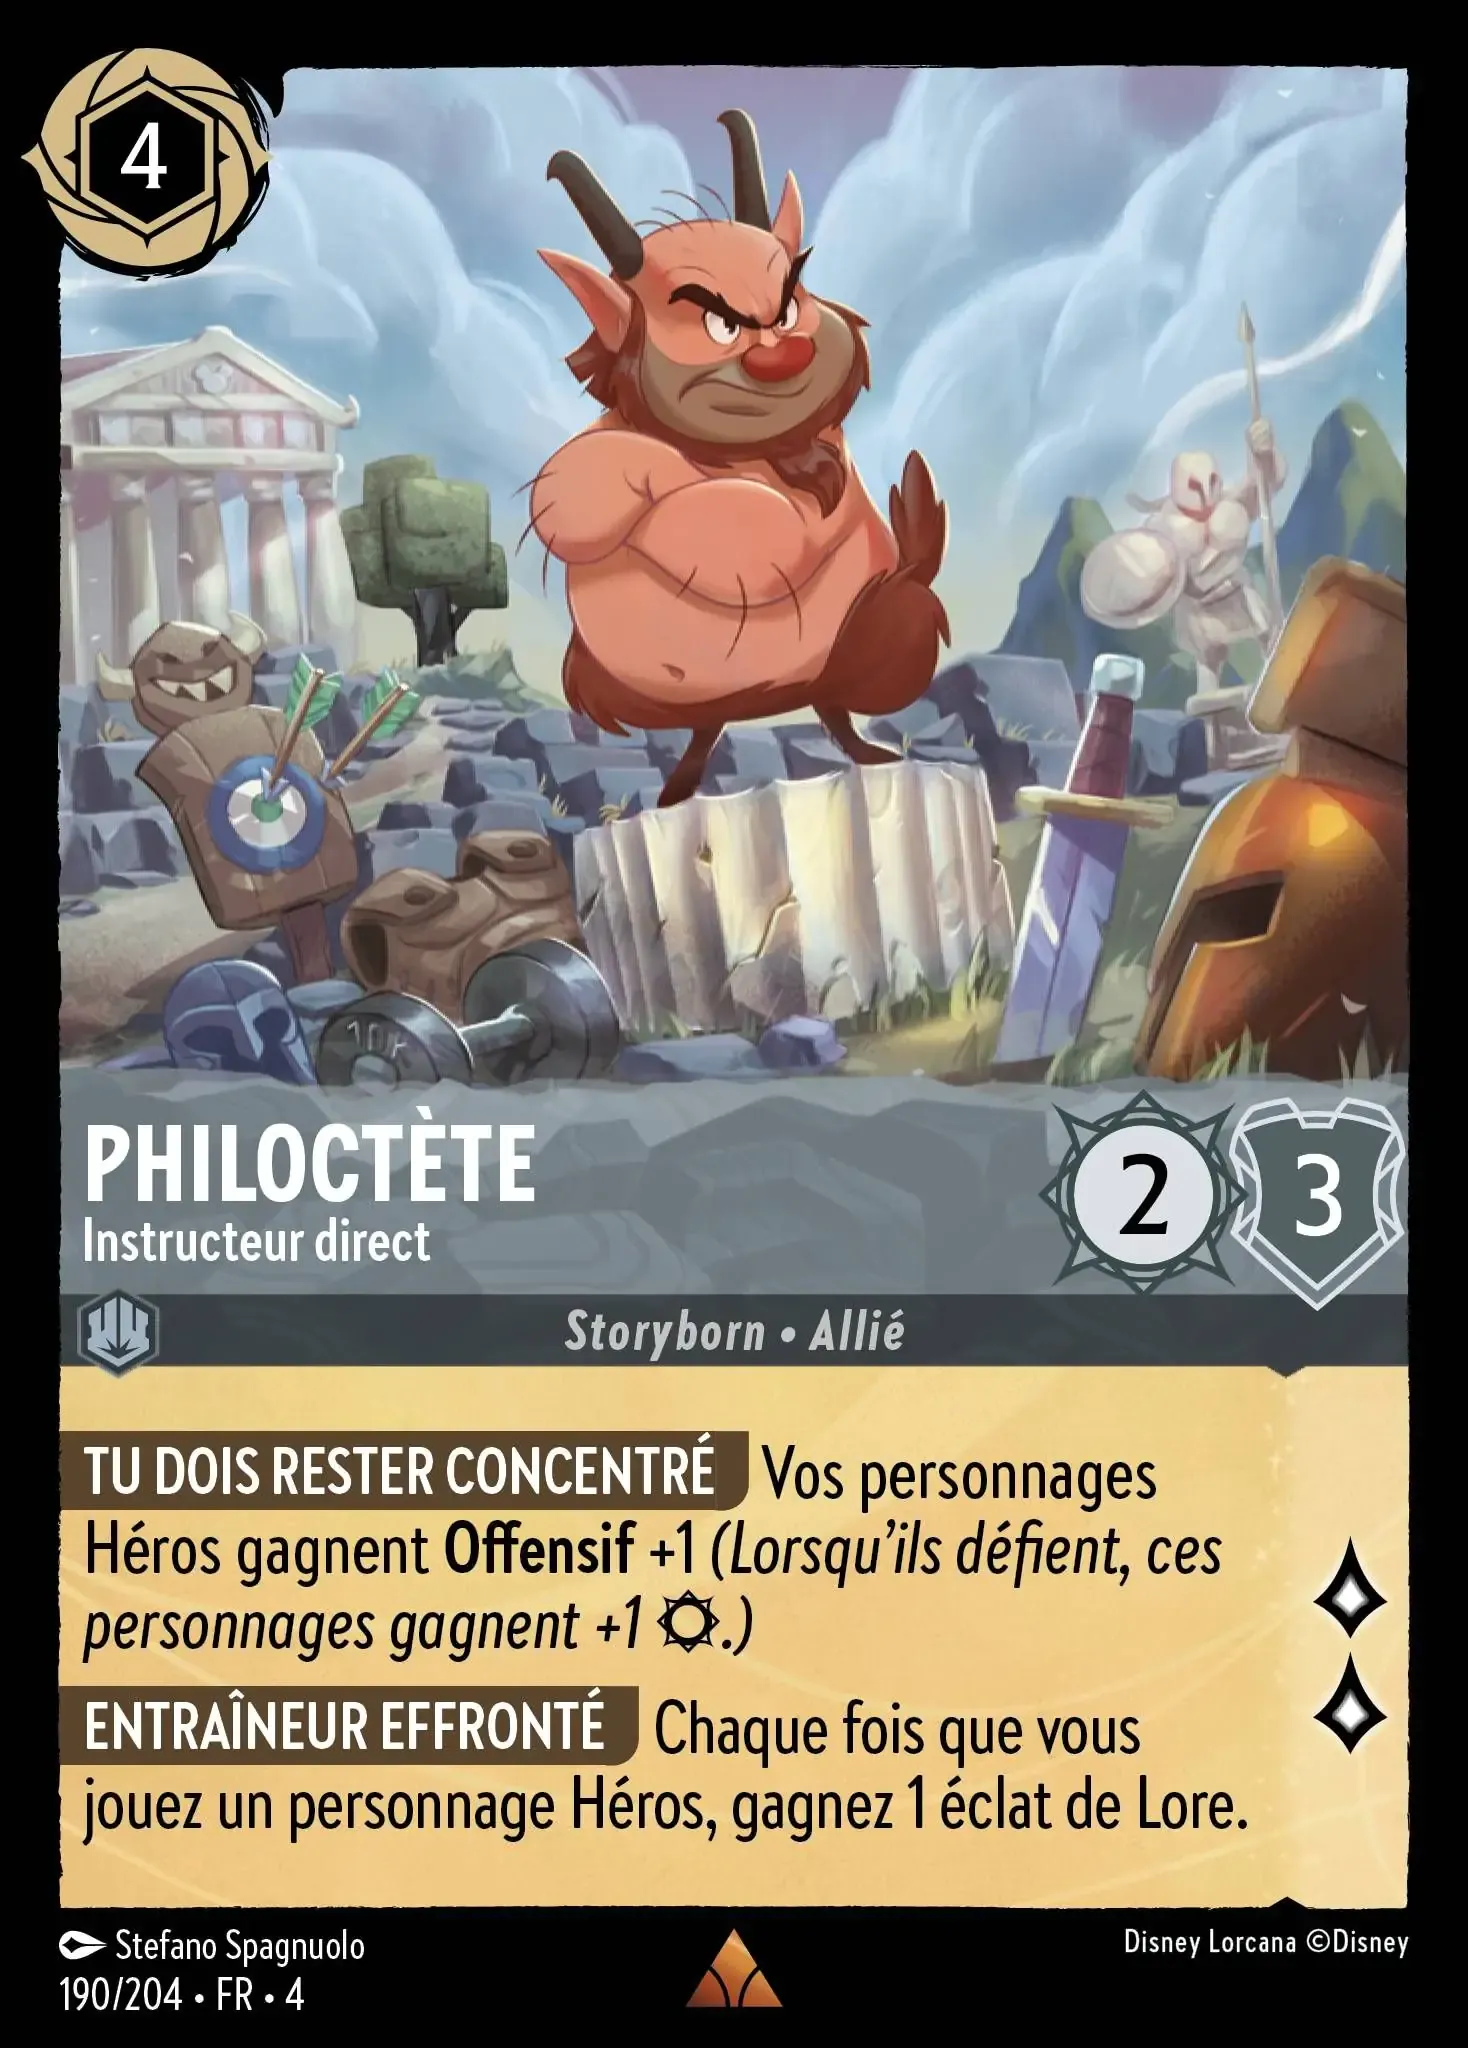 4
10K
PHILOCTÈTE
Instructeur direct
2
3
Storyborn • Allié
TU DOIS RESTER CONCENTRÉ Vos personnages
Héros gagnent Offensif +1 (Lorsqu’ils défient, ces
personnages gagnent +1 .)
ENTRAÎNEUR EFFRONTÉ Chaque fois que vous
jouez un personnage Héros, gagnez 1 éclat de Lore.
Stefano Spagnuolo
Disney Lorcana ©Disney
190/204 • FR • 4